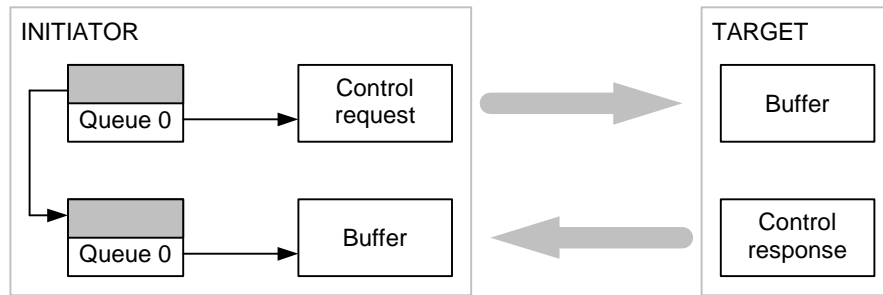 INITIATOR
TARGET
Queue 0
Control
request
Buffer
Queue 0
Buffer
Control
response